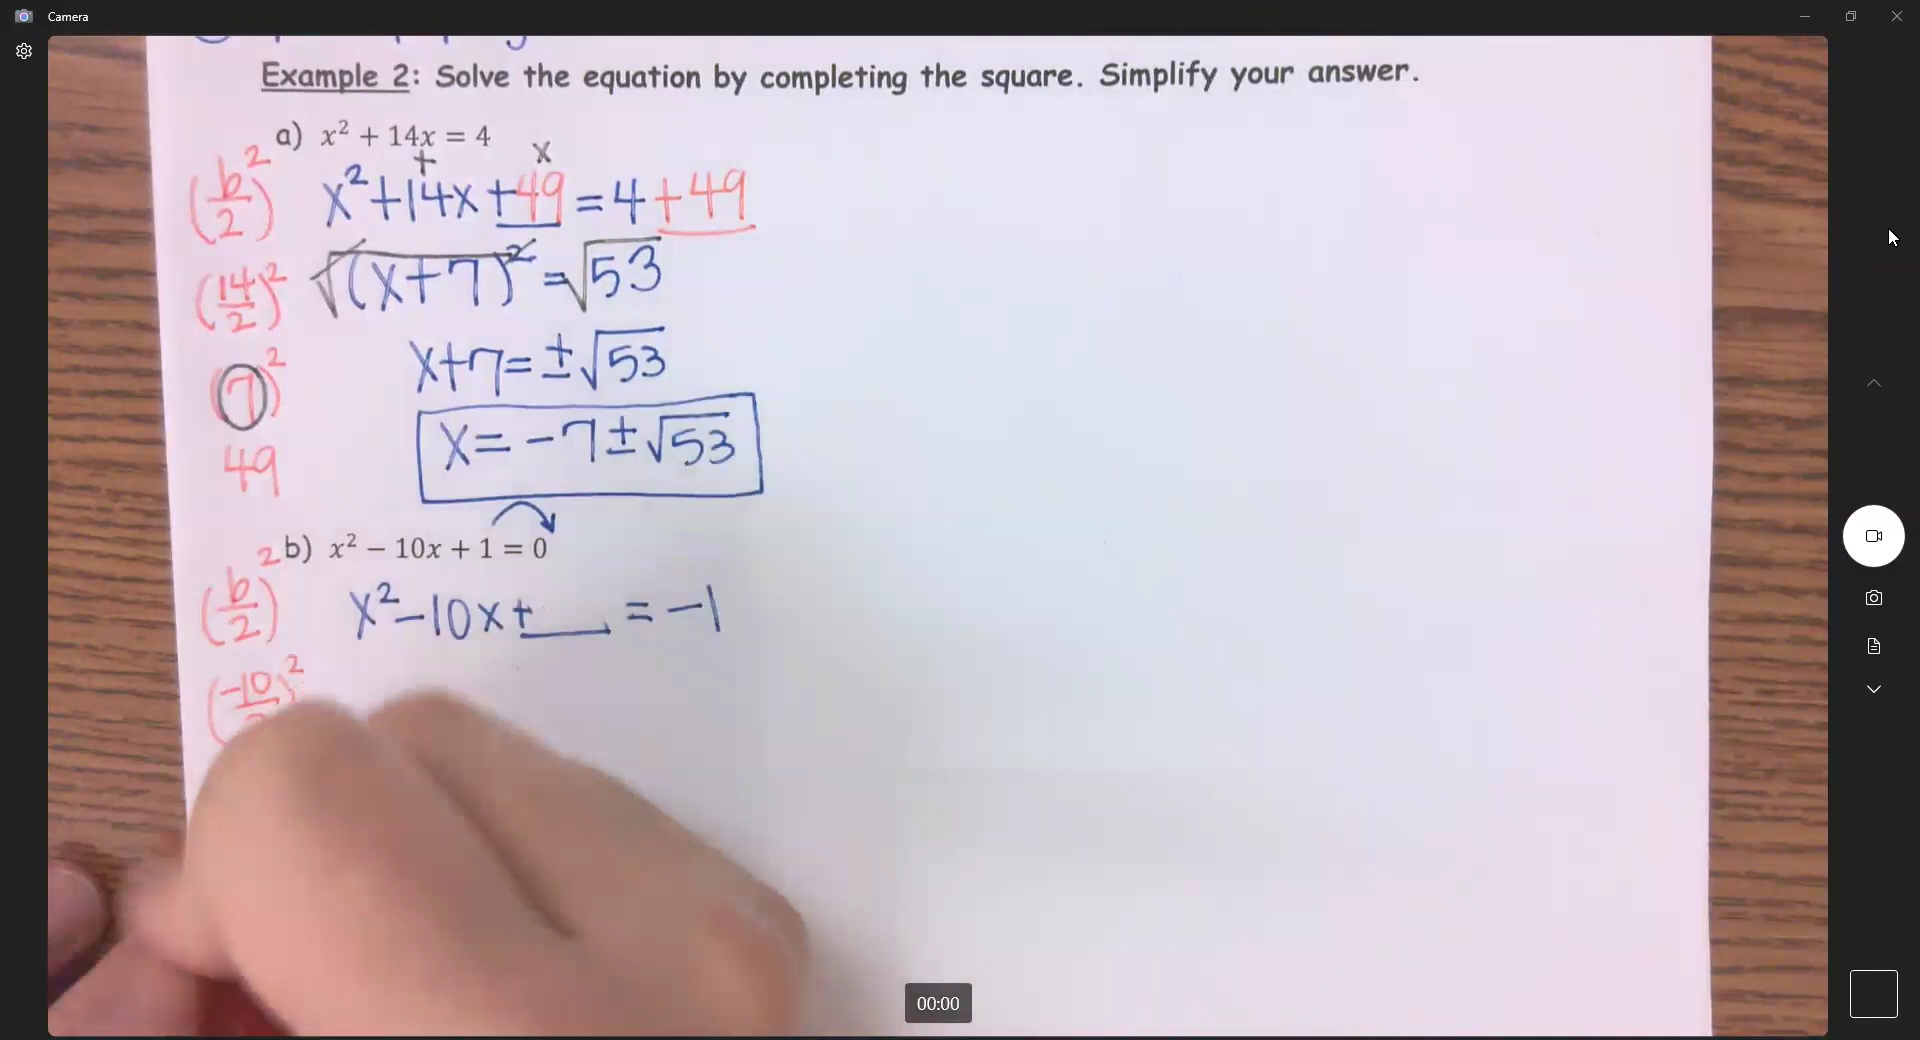 Camera
Example 2: Solve the equation by completing the square. Simplify your answer.
a) x² + 14x = 4
+ x
(b/2)² x²+14x+49 = 4+49
(14/2)² √(x+7)² = √53
(7)² x+7 = ±√53
49 x = -7 ± √53
b) x² − 10x + 1 = 0
(b/2)² x²-10x+___ = -1
(-10/
00:00